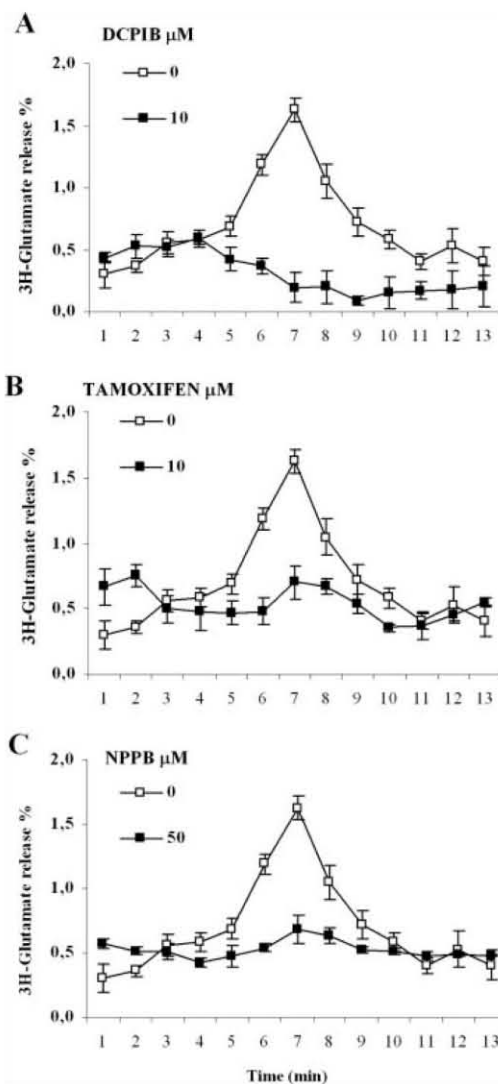 A
DCPIB µM
0
10
3H-Glutamate release %
2,0
1,5
1,0
0,5
0,0
1 2 3 4 5 6 7 8 9 10 11 12 13
B
TAMOXIFEN µM
0
10
3H-Glutamate release %
2,0
1,5
1,0
0,5
0,0
1 2 3 4 5 6 7 8 9 10 11 12 13
C
NPPB µM
0
50
3H-Glutamate release %
2,0
1,5
1,0
0,5
0,0
1 2 3 4 5 6 7 8 9 10 11 12 13
Time (min)